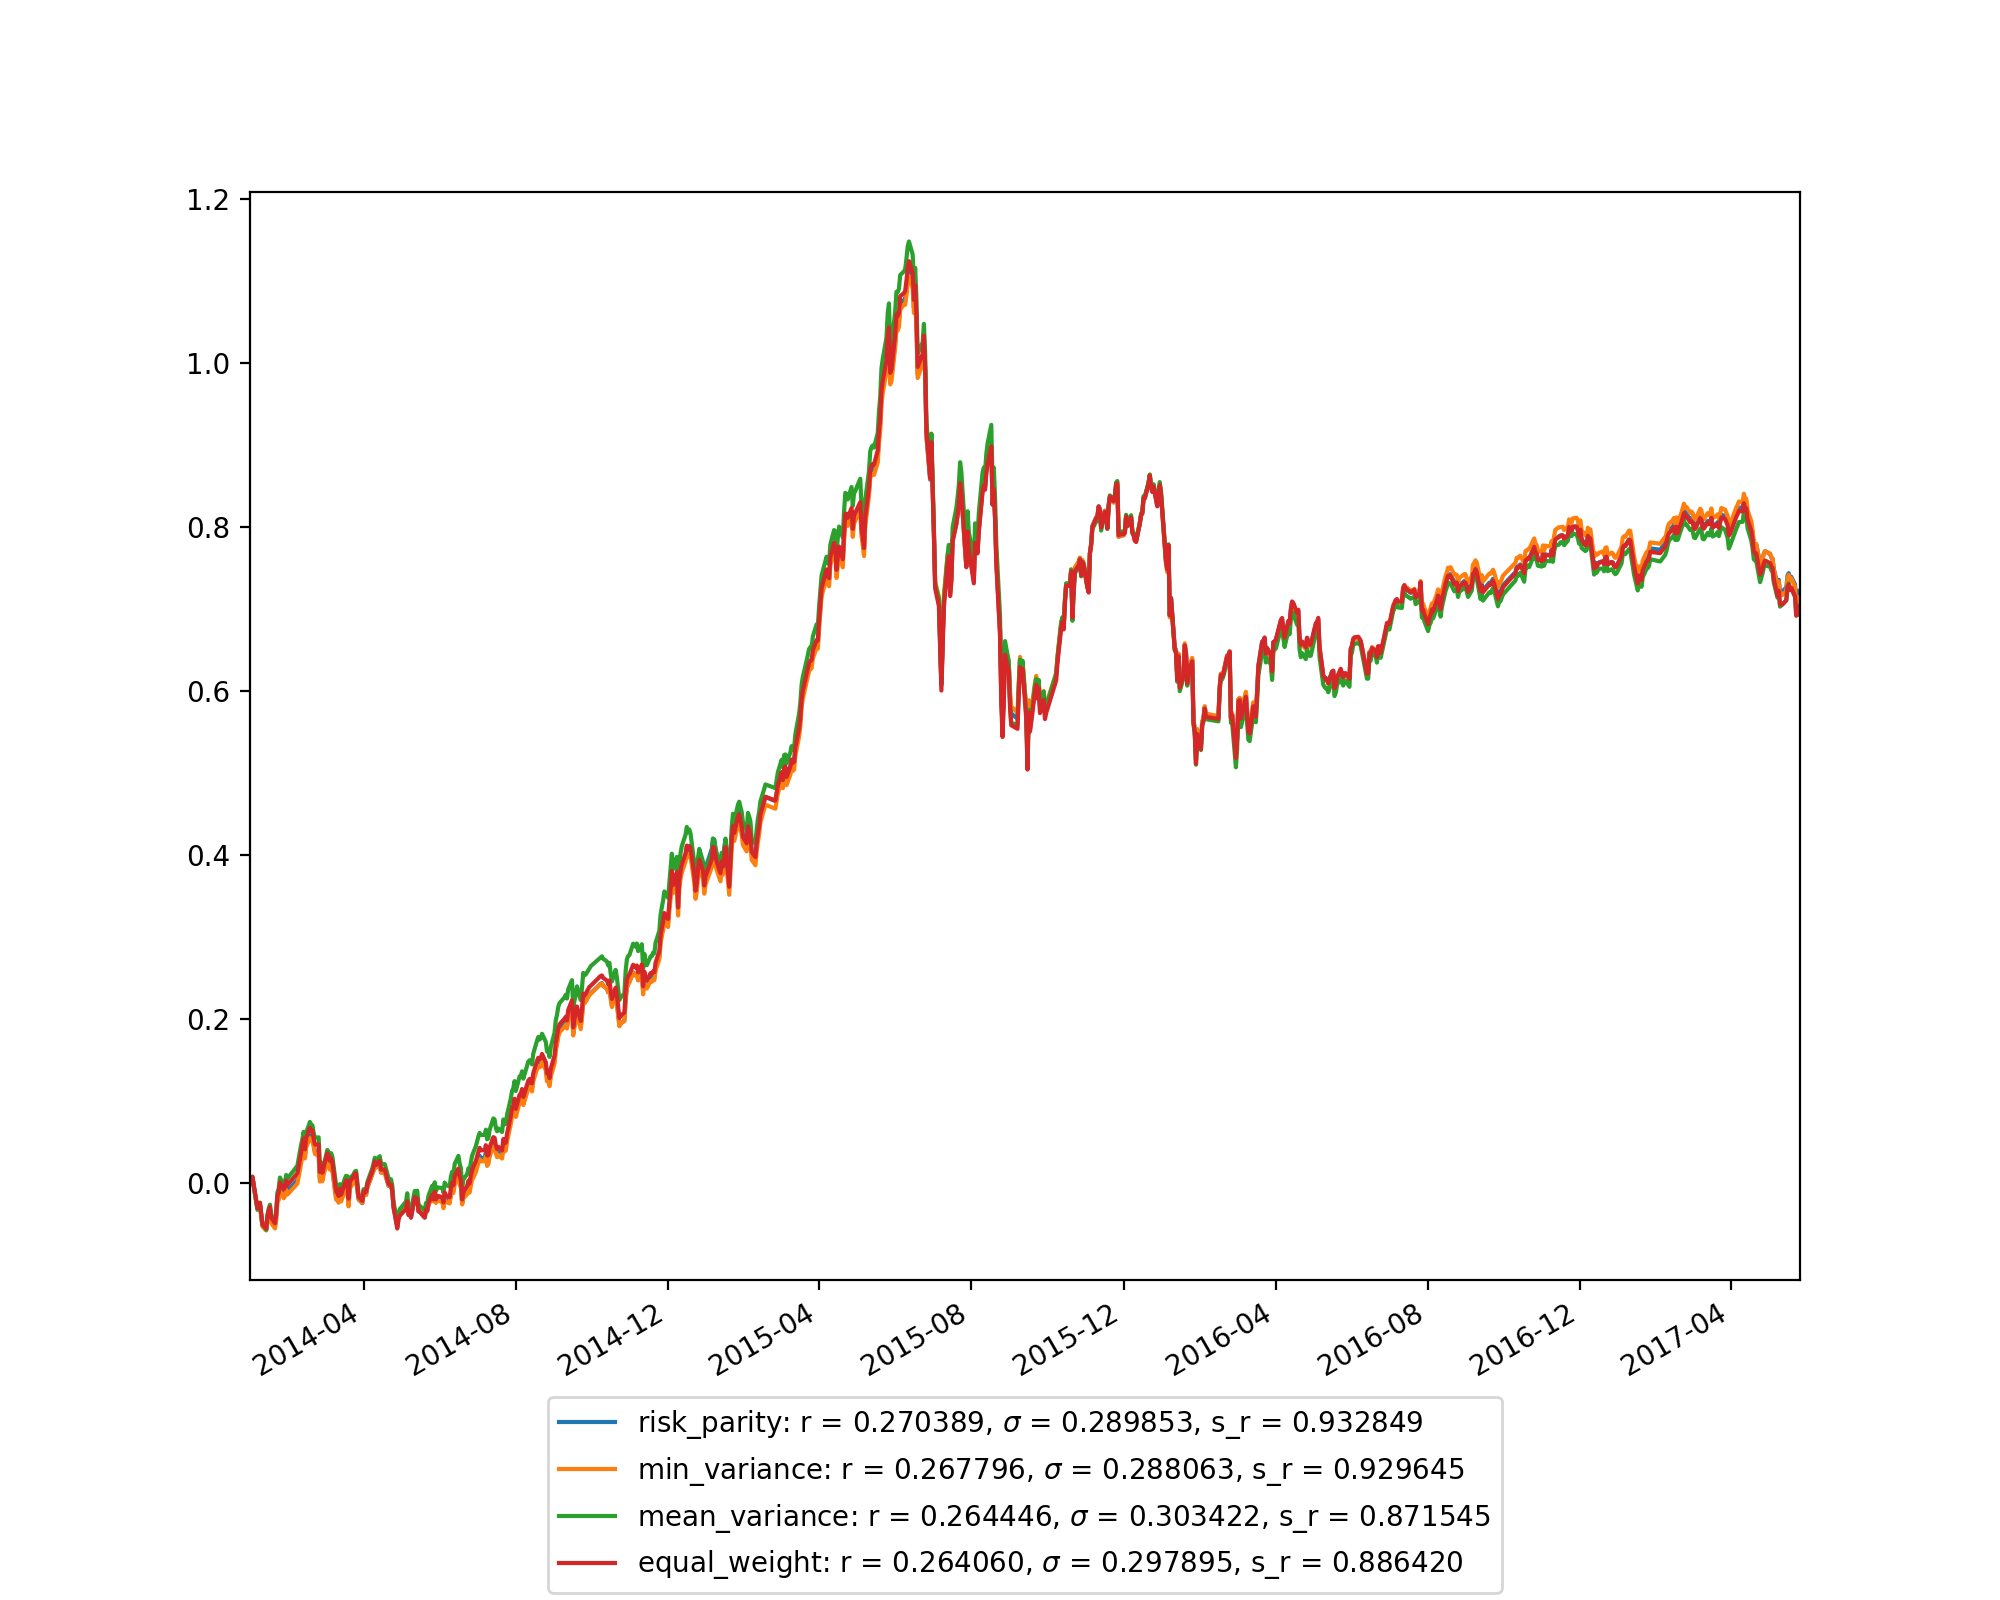 1.2
1.0
0.8
0.6
0.4
0.2
0.0
2014-04 2014-08 2014-12 2015-04 2015-08 2015-12 2016-04 2016-08 2016-12 2017-04
risk_parity: r = 0.270389, σ = 0.289853, s_r = 0.932849
min_variance: r = 0.267796, σ = 0.288063, s_r = 0.929645
mean_variance: r = 0.264446, σ = 0.303422, s_r = 0.871545
equal_weight: r = 0.264060, σ = 0.297895, s_r = 0.886420